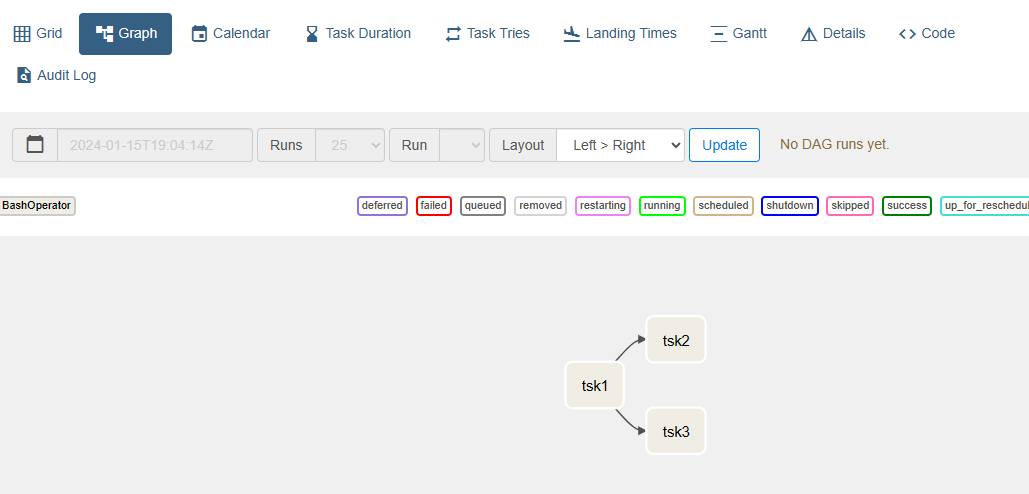 Grid Graph Calendar Task Duration Task Tries Landing Times Gantt Details Code
Audit Log
2024-01-15T19:04:14Z Runs 25 Run Layout Left > Right Update No DAG runs yet.
BashOperator deferred failed queued removed restarting running scheduled shutdown skipped success up_for_reschedul
tsk2
tsk1
tsk3